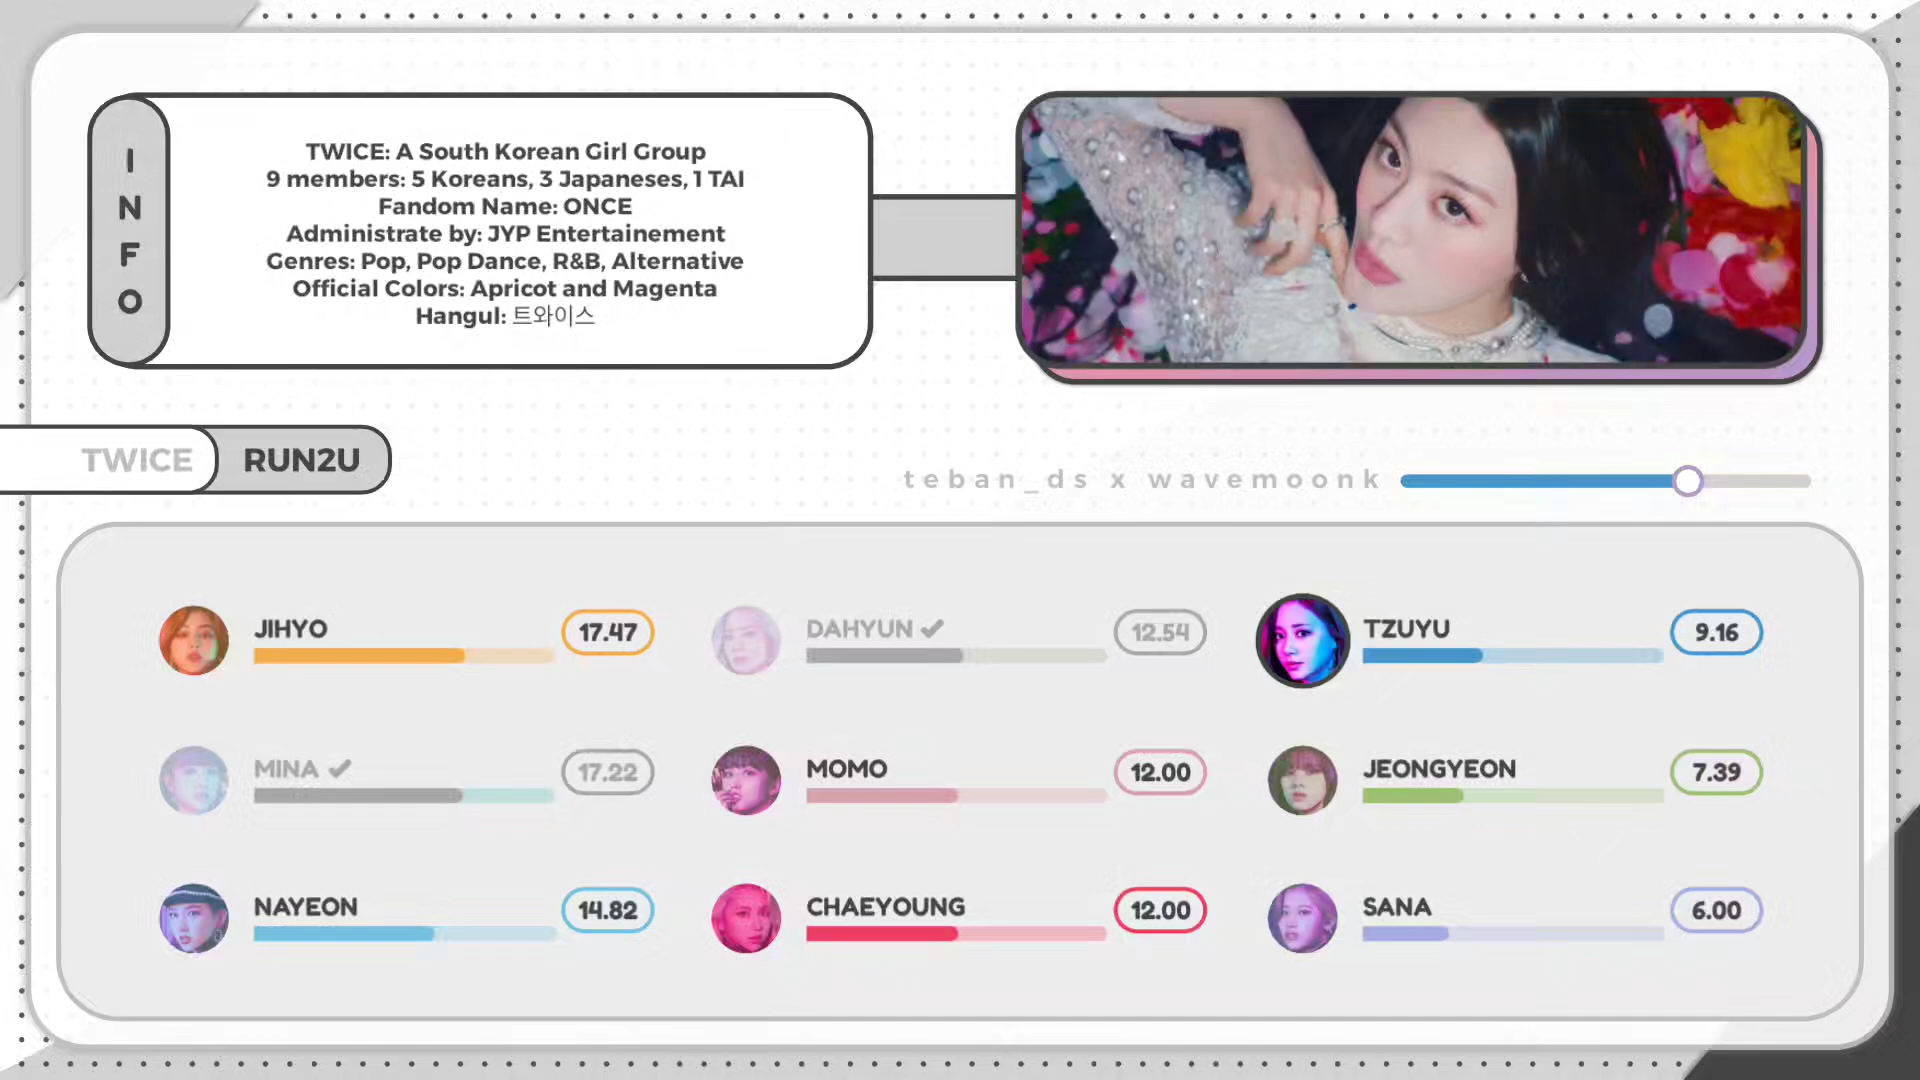 INFO
TWICE: A South Korean Girl Group
9 members: 5 Koreans, 3 Japaneses, 1 TAI
Fandom Name: ONCE
Administrate by: JYP Entertainement
Genres: Pop, Pop Dance, R&B, Alternative
Official Colors: Apricot and Magenta
Hangul: 트와이스
TWICE RUN2U
teban_ds x wavemoonk
JIHYO 17.47
DAHYUN ✔ 12.54
TZUYU 9.16
MINA ✔ 17.22
MOMO 12.00
JEONGYEON 7.39
NAYEON 14.82
CHAEYOUNG 12.00
SANA 6.00